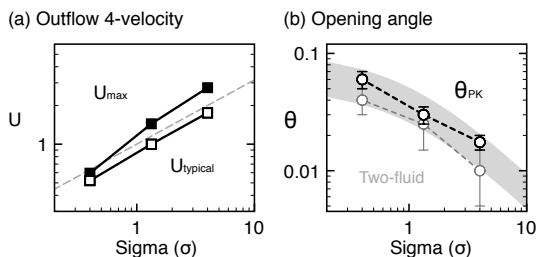 (a) Outflow 4-velocity
(b) Opening angle
U
1
Umax
Utypical
1
10
Sigma (σ)
θ
0.1
0.01
θPK
Two-fluid
1
10
Sigma (σ)